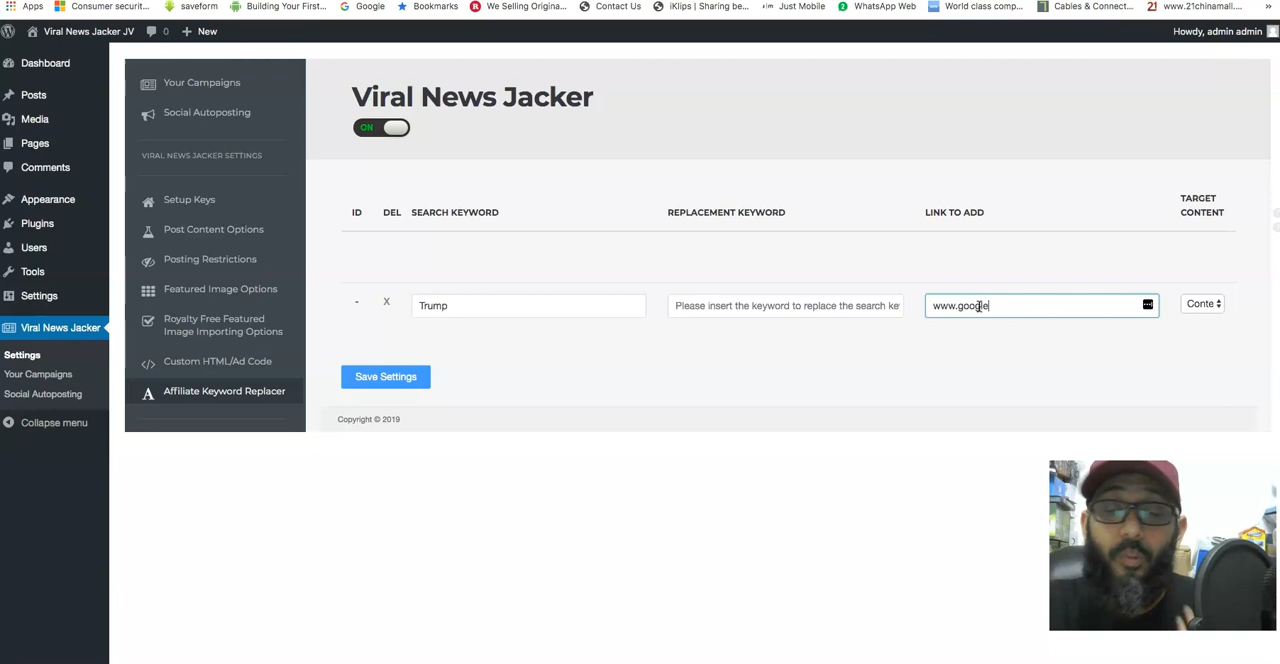 Apps Consumer securit... saveform Building Your First... Google Bookmarks We Selling Origina... Contact Us iKlips | Sharing be... Just Mobile WhatsApp Web World class comp... Cables & Connect... www.21chinamall.... »
Viral News Jacker JV 0 + New Howdy, admin admin
Dashboard
Posts
Media
Pages
Comments
Appearance
Plugins
Users
Tools
Settings
Viral News Jacker
Settings
Your Campaigns
Social Autoposting
Collapse menu
Your Campaigns
Social Autoposting
VIRAL NEWS JACKER SETTINGS
Setup Keys
Post Content Options
Posting Restrictions
Featured Image Options
Royalty Free Featured
Image Importing Options
Custom HTML/Ad Code
Affiliate Keyword Replacer
Viral News Jacker
ON
ID DEL SEARCH KEYWORD REPLACEMENT KEYWORD LINK TO ADD TARGET
CONTENT
- X Trump Please insert the keyword to replace the search ke www.google Conte
Save Settings
Copyright © 2019